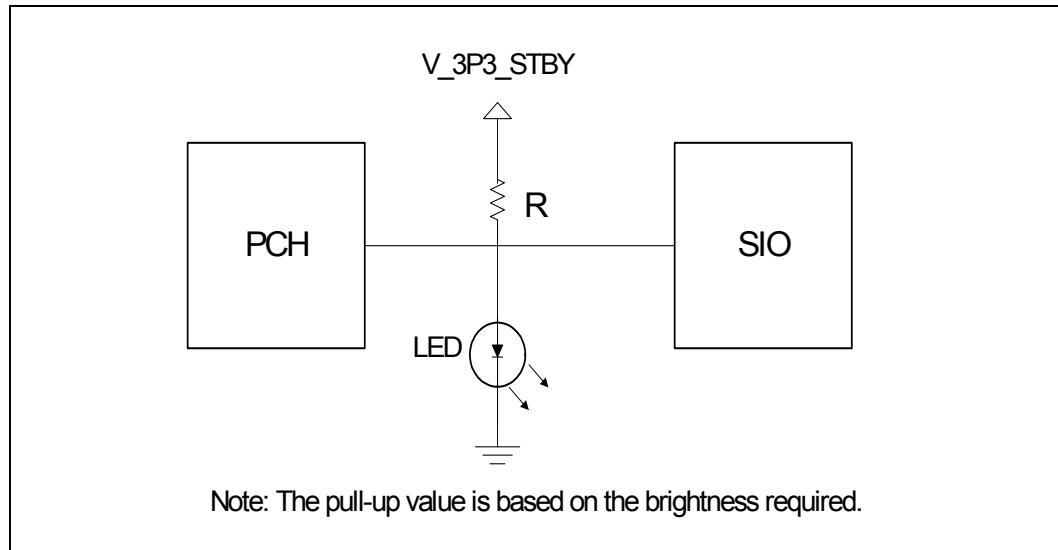 V_3P3_STBY
R
PCH
SIO
LED
Note: The pull-up value is based on the brightness required.